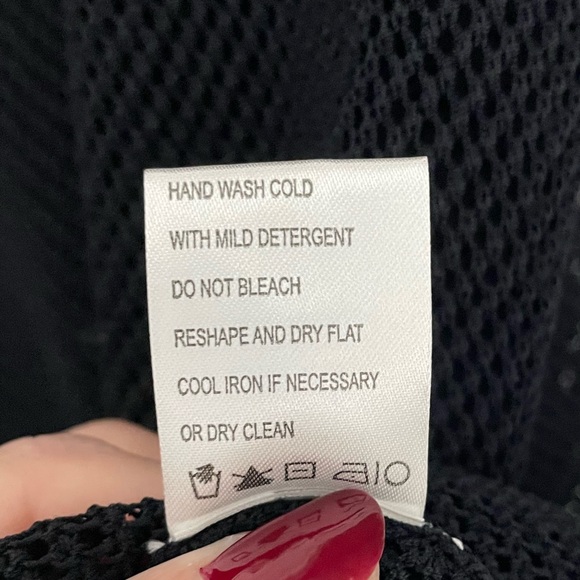 HAND WASH COLD
WITH MILD DETERGENT
DO NOT BLEACH
RESHAPE AND DRY FLAT
COOL IRON IF NECESSARY
OR DRY CLEAN